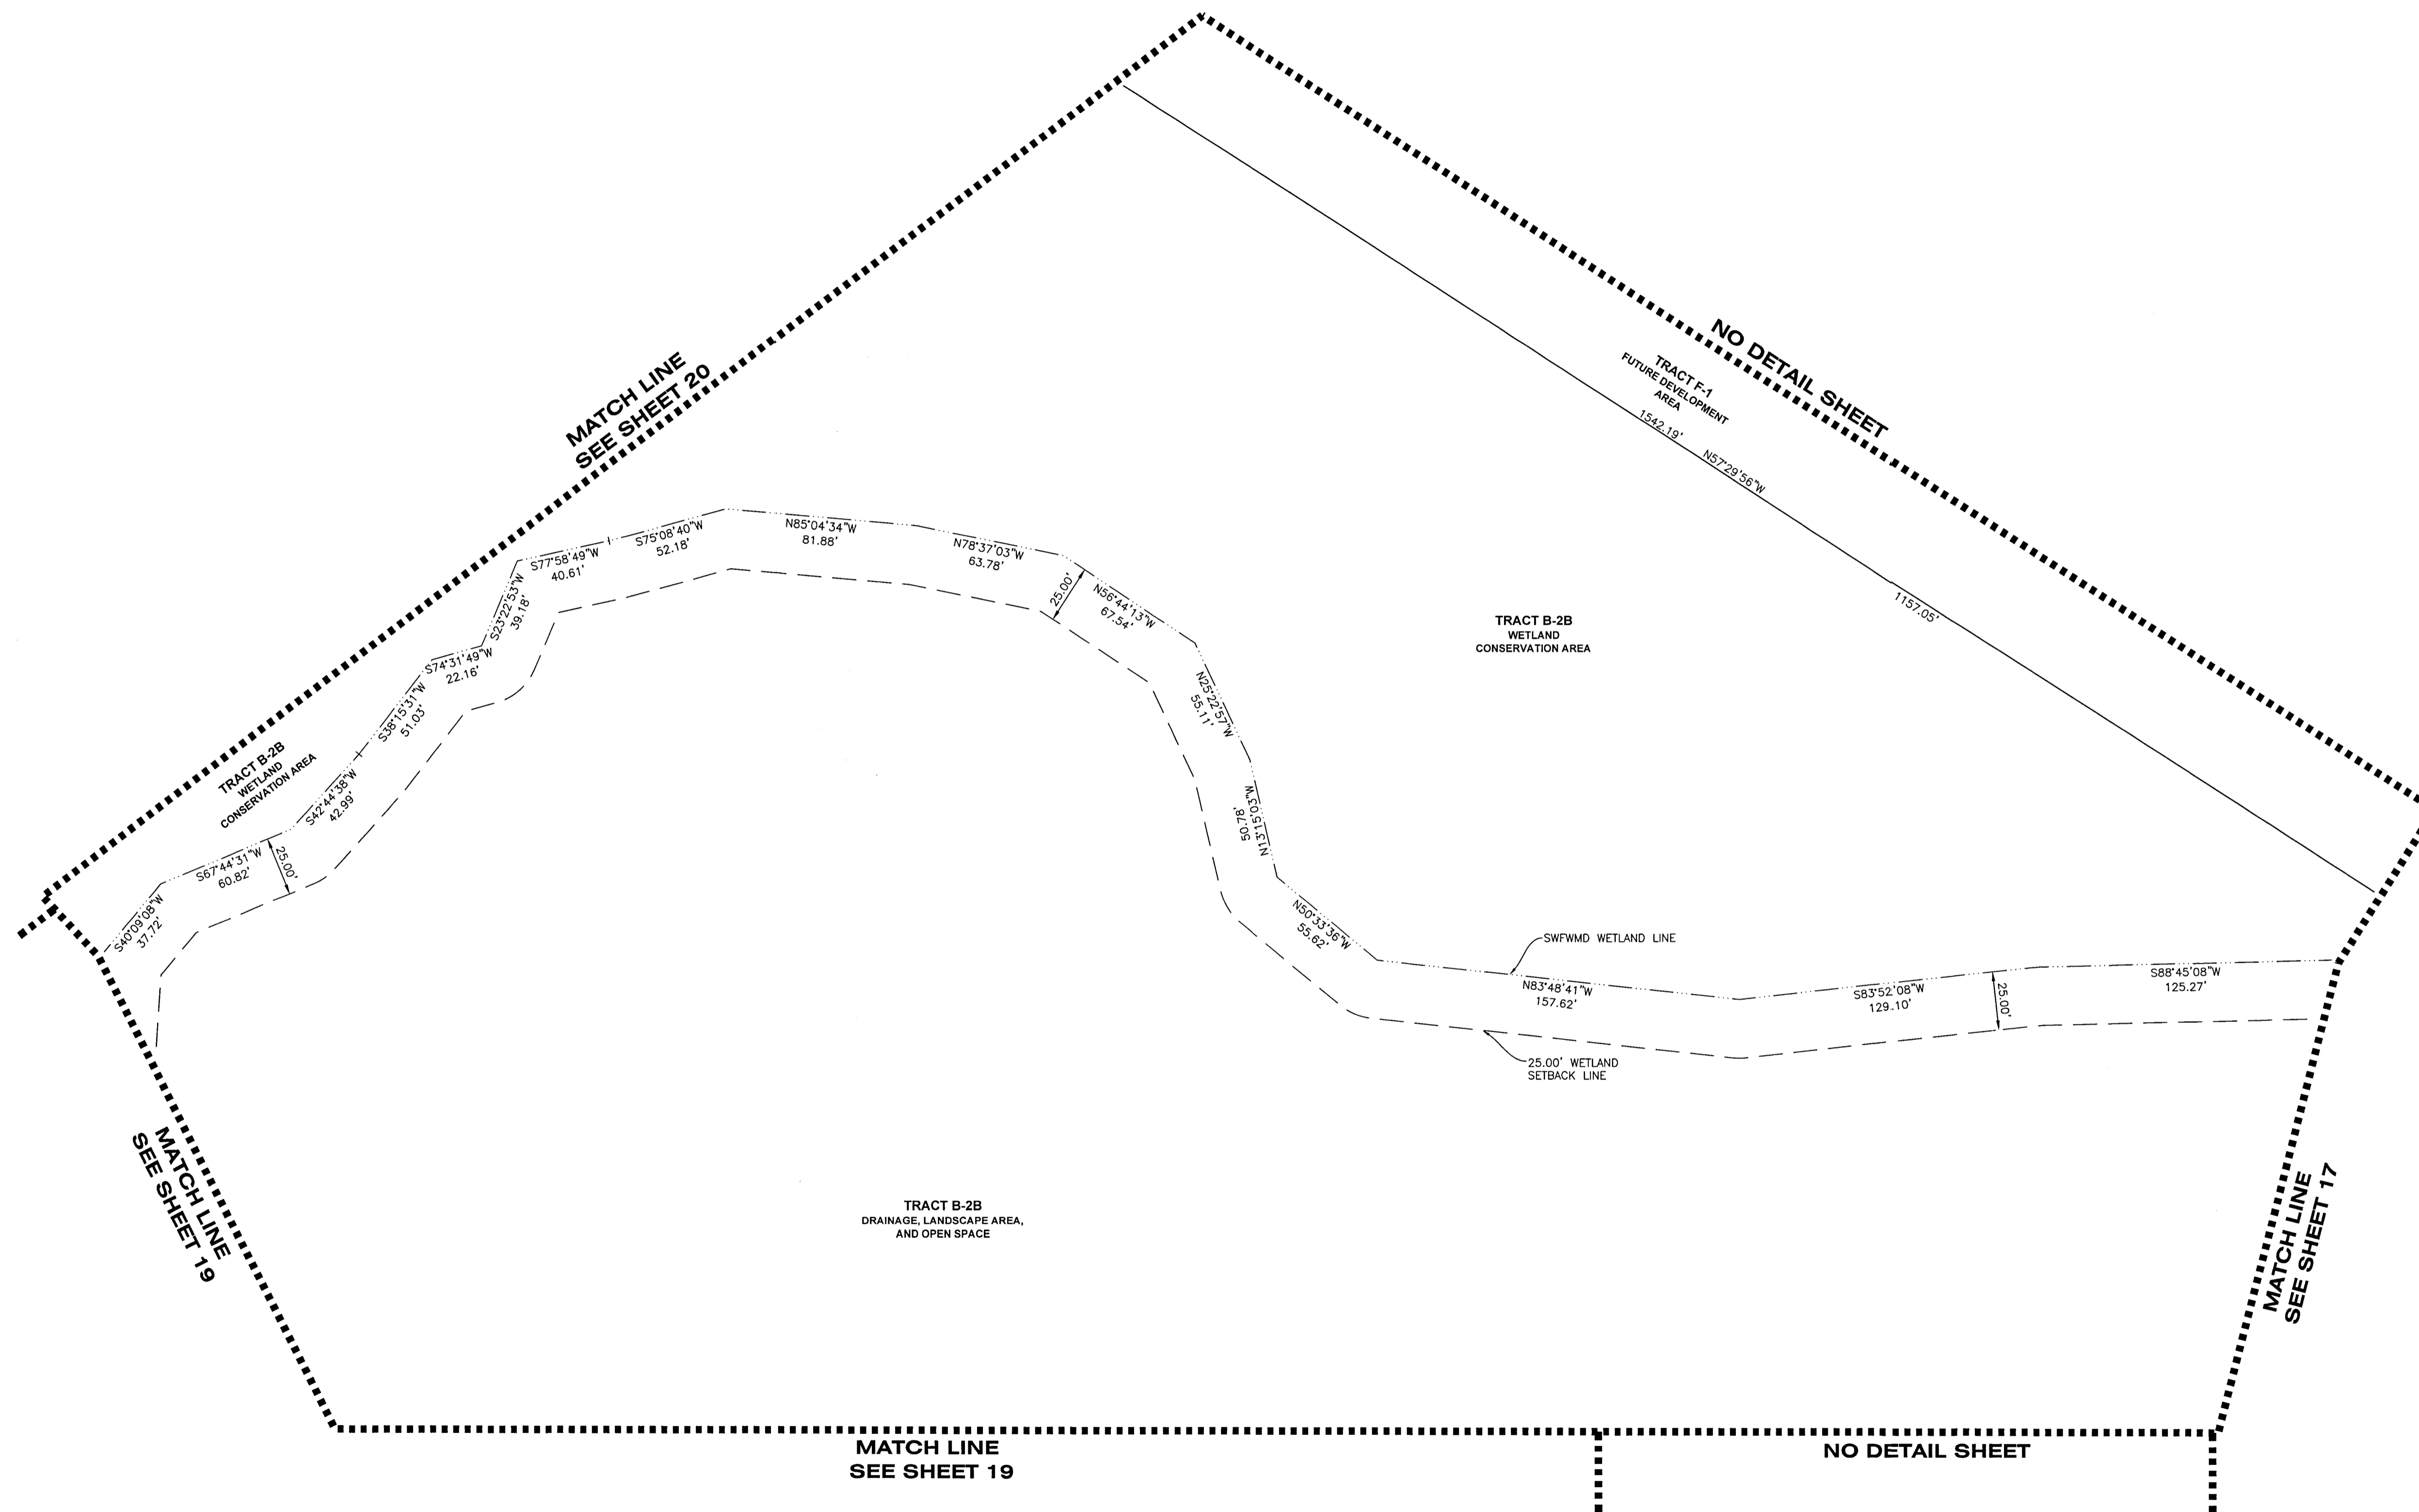 MATCH LINE
SEE SHEET 20
NO DETAIL SHEET
TRACT F-1
FUTURE DEVELOPMENT
AREA
1542.19'
N57°29'56"W
1157.05'
S77°58'49"W
40.61'
S75°08'40"W
52.18'
N85°04'34"W
81.88'
N78°37'03"W
63.78'
25.00'
N56°44'13"W
67.54'
S23°22'53"W
39.18'
S74°31'49"W
22.16'
S38°15'31"W
51.03'
N25°22'57"W
55.11'
TRACT B-2B
WETLAND
CONSERVATION AREA
TRACT B-2B
WETLAND
CONSERVATION AREA
S42°44'38"W
42.99'
N13°15'03"W
50.78'
S67°44'31"W
60.82'
25.00'
S40°09'08"W
37.72'
N50°33'36"W
55.62'
SWFWMD WETLAND LINE
N83°48'41"W
157.62'
S83°52'08"W
129.10'
25.00'
S88°45'08"W
125.27'
25.00' WETLAND
SETBACK LINE
MATCH LINE
SEE SHEET 19
TRACT B-2B
DRAINAGE, LANDSCAPE AREA,
AND OPEN SPACE
MATCH LINE
SEE SHEET 17
MATCH LINE
SEE SHEET 19
NO DETAIL SHEET